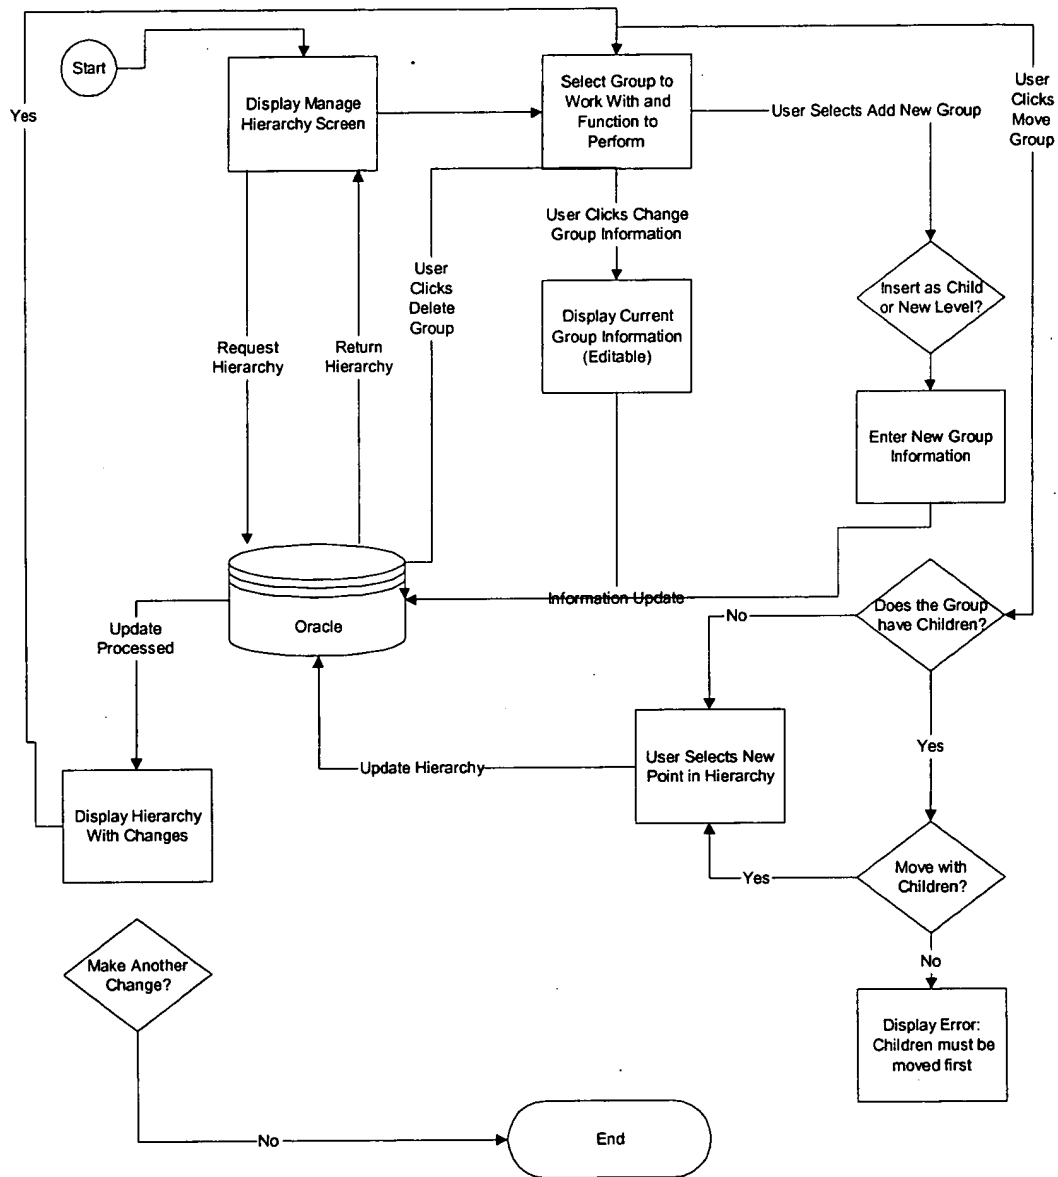 Start
Display Manage
Hierarchy Screen
Select Group to
Work With and
Function to
Perform
User Selects Add New Group
User
Clicks
Move
Group
Yes
User Clicks Change
Group Information
User
Clicks
Delete
Group
Insert as Child
or New Level?
Display Current
Group Information
(Editable)
Request
Hierarchy
Return
Hierarchy
Enter New Group
Information
Information Update
Oracle
Does the Group
have Children?
No
Update
Processed
Yes
User Selects New
Point in Hierarchy
Update Hierarchy
Display Hierarchy
With Changes
Move with
Children?
Yes
No
Make Another
Change?
Display Error:
Children must be
moved first
No
End